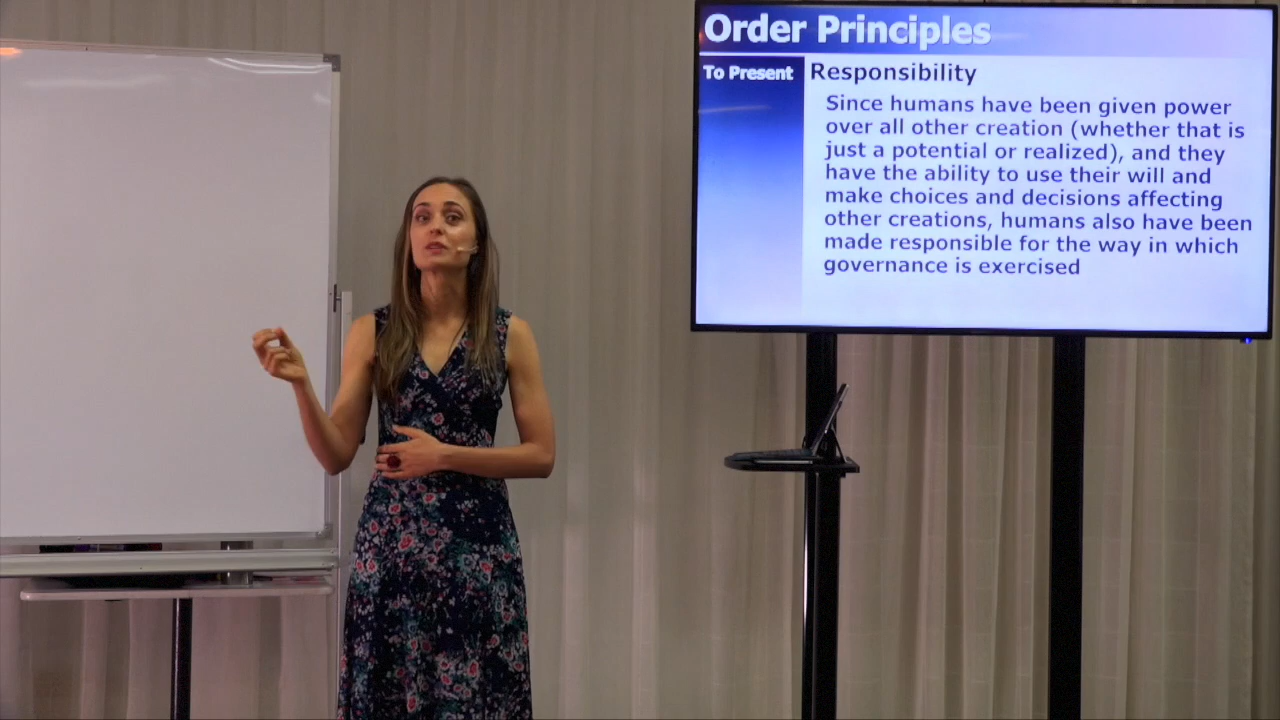 Order Principles
To Present
Responsibility
Since humans have been given power
over all other creation (whether that is
just a potential or realized), and they
have the ability to use their will and
make choices and decisions affecting
other creations, humans also have been
made responsible for the way in which
governance is exercised